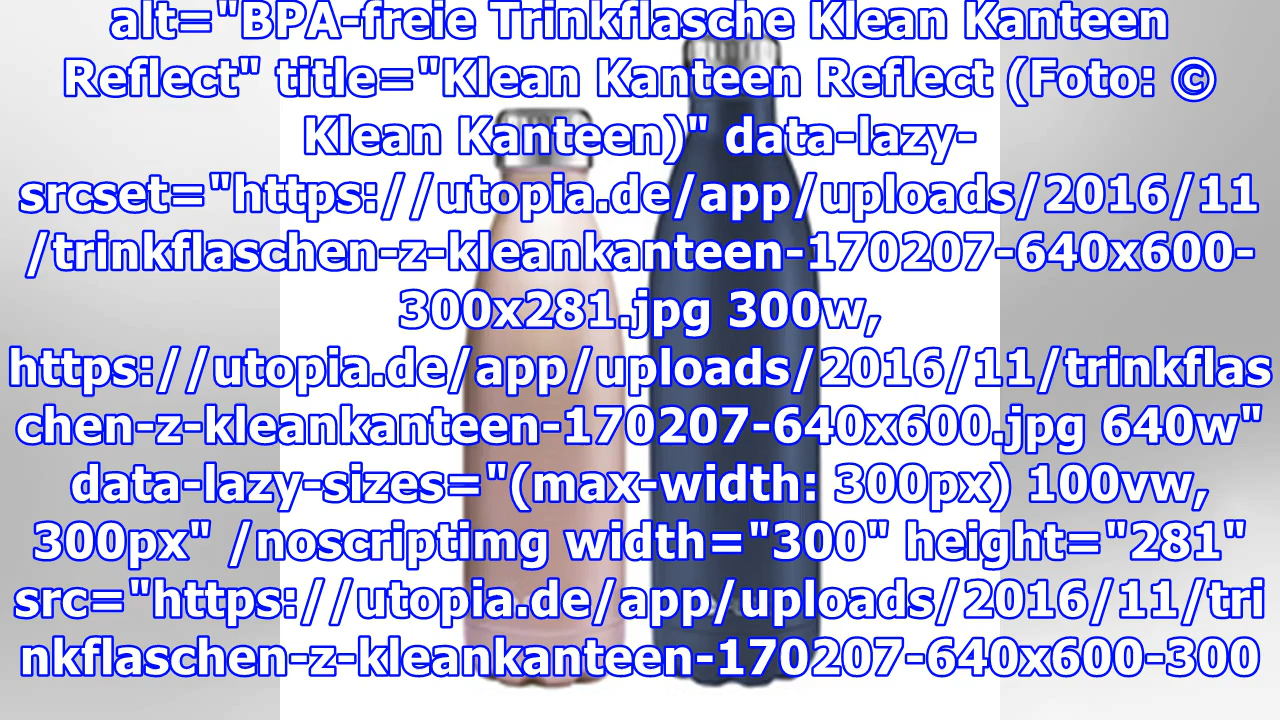 alt="BPA-freie Trinkflasche Klean Kanteen
Reflect" title="Klean Kanteen Reflect (Foto: ©
Klean Kanteen)" data-lazy-
srcset="https://utopia.de/app/uploads/2016/11
/trinkflaschen-z-kleankanteen-170207-640x600-
300x281.jpg 300w,
https://utopia.de/app/uploads/2016/11/trinkflas
chen-z-kleankanteen-170207-640x600.jpg 640w"
data-lazy-sizes="(max-width: 300px) 100vw,
300px" /noscriptimg width="300" height="281"
src="https://utopia.de/app/uploads/2016/11/tri
nkflaschen-z-kleankanteen-170207-640x600-300